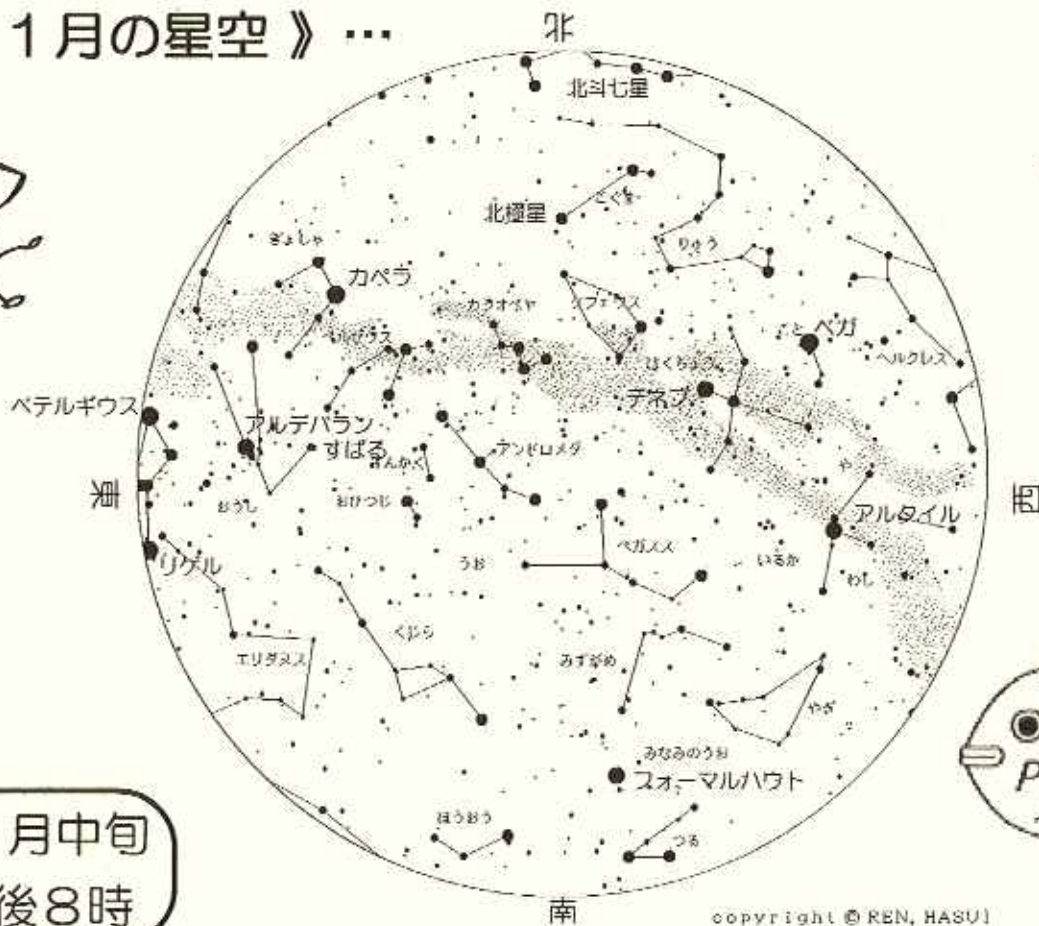 １月の星空 》…
北
北斗七星
北極星
こぐま
りゅう
ぎょしゃ
カペラ
カシオペヤ
ペルセウス
はくちょう
ベガ
こと
ヘルクレス
デネブ
ベテルギウス
アルデバラン
すばる
さんかく
アンドロメダ
や
東
西
おうし
おひつじ
アルタイル
リゲル
うお
ペガスス
いるか
わし
くじら
エリダヌス
みずがめ
やぎ
みなみのうお
フォーマルハウト
ほうおう
つる
P
月中旬
後８時
南
copyright © REN, HASUI